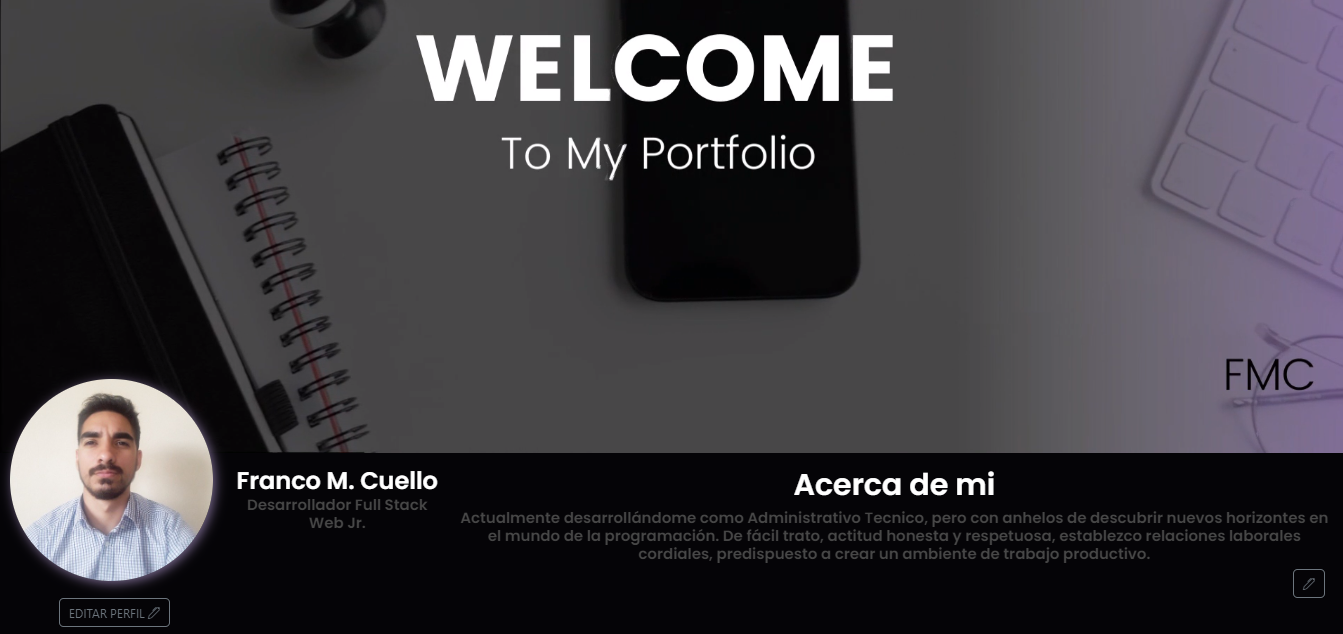 WELCOME
To My Portfolio
FMC
Franco M. Cuello
Desarrollador Full Stack
Web Jr.
EDITAR PERFIL
Acerca de mi
Actualmente desarrollándome como Administrativo Tecnico, pero con anhelos de descubrir nuevos horizontes en
el mundo de la programación. De fácil trato, actitud honesta y respetuosa, establezco relaciones laborales
cordiales, predispuesto a crear un ambiente de trabajo productivo.